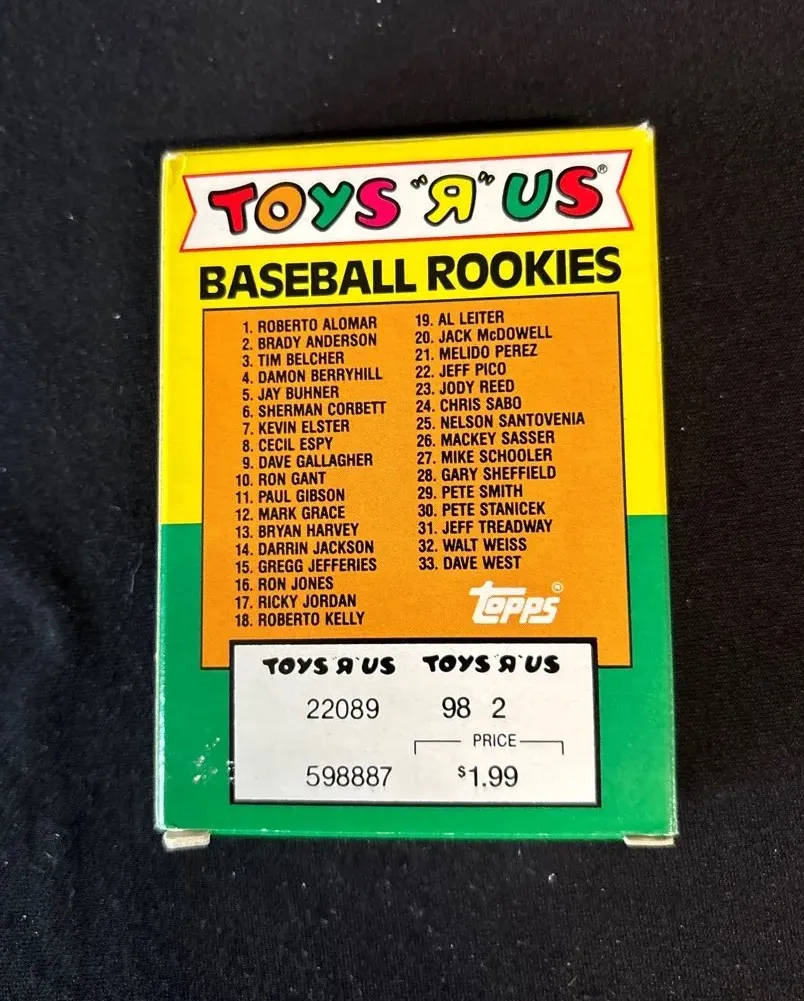 TOYS "R" US®
BASEBALL ROOKIES
1. ROBERTO ALOMAR
2. BRADY ANDERSON
3. TIM BELCHER
4. DAMON BERRYHILL
5. JAY BUHNER
6. SHERMAN CORBETT
7. KEVIN ELSTER
8. CECIL ESPY
9. DAVE GALLAGHER
10. RON GANT
11. PAUL GIBSON
12. MARK GRACE
13. BRYAN HARVEY
14. DARRIN JACKSON
15. GREGG JEFFERIES
16. RON JONES
17. RICKY JORDAN
18. ROBERTO KELLY
19. AL LEITER
20. JACK McDOWELL
21. MELIDO PEREZ
22. JEFF PICO
23. JODY REED
24. CHRIS SABO
25. NELSON SANTOVENIA
26. MACKEY SASSER
27. MIKE SCHOOLER
28. GARY SHEFFIELD
29. PETE SMITH
30. PETE STANICEK
31. JEFF TREADWAY
32. WALT WEISS
33. DAVE WEST
topps®
TOYS "R" US TOYS "R" US
22089 98 2
PRICE
598887 $1.99